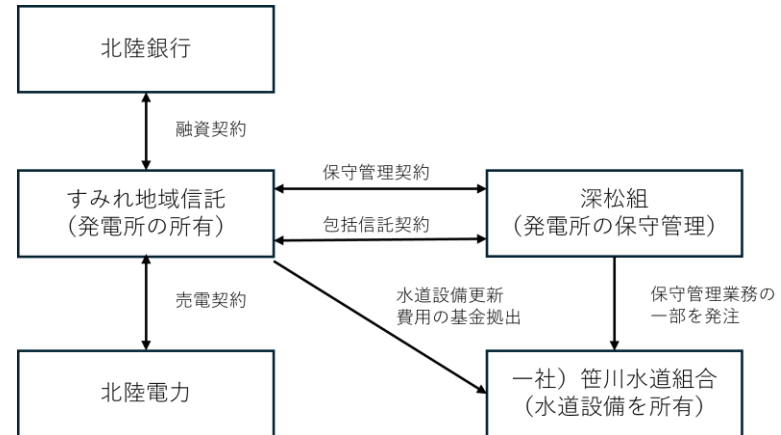 北陸銀行
融資契約
すみれ地域信託
（発電所の所有）
保守管理契約
包括信託契約
深松組
（発電所の保守管理）
売電契約
水道設備更新
費用の基金拠出
保守管理業務の
一部を発注
北陸電力
一社）笹川水道組合
（水道設備を所有）